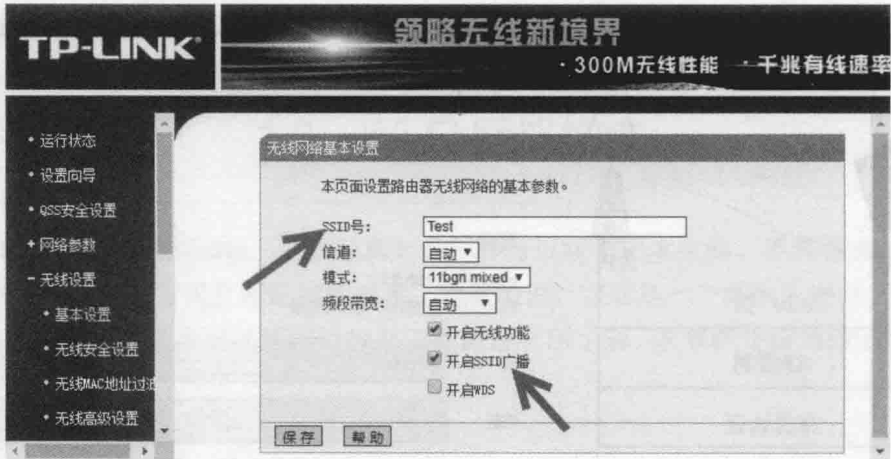 TP-LINK
领略无线新境界
·300M无线性能 ·千兆有线速率
• 运行状态
• 设置向导
• QSS安全设置
+ 网络参数
- 无线设置
• 基本设置
• 无线安全设置
• 无线MAC地址过滤
• 无线高级设置
无线网络基本设置
本页面设置路由器无线网络的基本参数。
SSID号： Test
信道： 自动
模式： 11bgn mixed
频段带宽： 自动
开启无线功能
开启SSID广播
开启WDS
保存 帮助